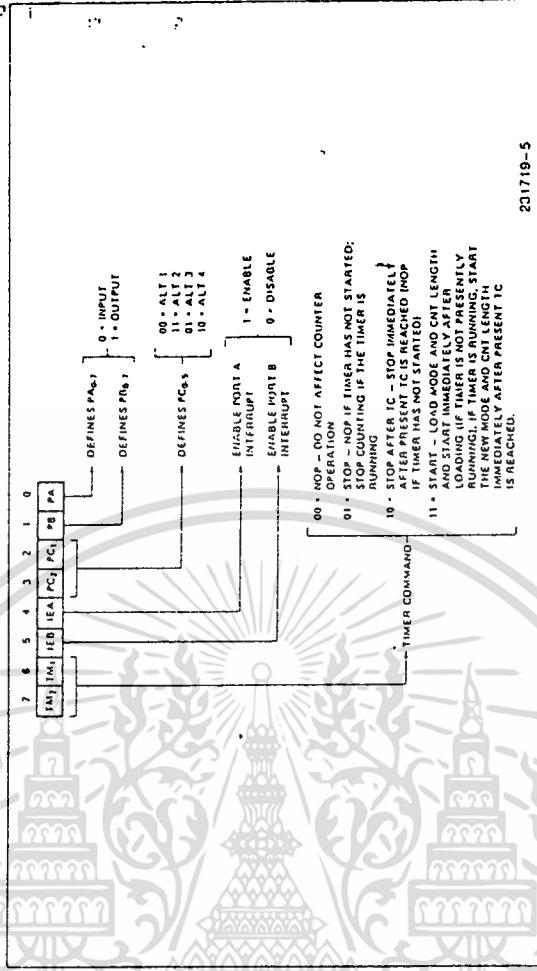 7 6 5 4 3 2 1 0
TM2 TM1 IEB IEA PC2 PC1 PB PA
DEFINES PA0-7
DEFINES PB0-7
0 = INPUT
1 = OUTPUT
DEFINES PC0-5
00 = ALT 1
11 = ALT 2
01 = ALT 3
10 = ALT 4
ENABLE PORT A
INTERRUPT
ENABLE PORT B
INTERRUPT
1 = ENABLE
0 = DISABLE
TIMER COMMAND
00 = NOP – DO NOT AFFECT COUNTER
OPERATION
01 = STOP – NOP IF TIMER HAS NOT STARTED;
STOP COUNTING IF THE TIMER IS
RUNNING
10 = STOP AFTER TC – STOP IMMEDIATELY
AFTER PRESENT TC IS REACHED (NOP
IF TIMER HAS NOT STARTED)
11 = START – LOAD MODE AND CNT LENGTH
AND START IMMEDIATELY AFTER
LOADING (IF TIMER IS NOT PRESENTLY
RUNNING). IF TIMER IS RUNNING, START
THE NEW MODE AND CNT LENGTH
IMMEDIATELY AFTER PRESENT TC
IS REACHED.
231719-5